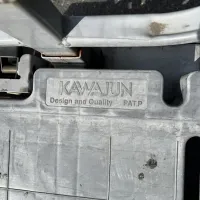 KAWAJUN
Design and Quality PAT.P